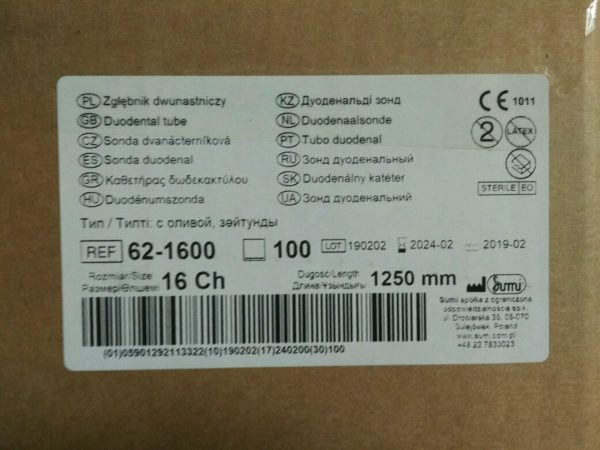 PL Zgłębnik dwunastniczy
GB Duodental tube
CZ Sonda dvanácterníková
ES Sonda duodenal
GR Καθετήρας δωδεκακτύλου
HU Duodénumszonda
KZ Дуоденальді зонд
NL Duodenaalsonde
PT Tubo duodenal
RU Зонд дуоденальный
SK Duodenálny katéter
UA Зонд дуоденальний
CE 1011
2 LATEX
STERILE EO
Тип / Типті: с оливой, зәйтунды
REF 62-1600 100 LOT 190202 2024-02 2019-02
Rozmiar/Size 16 Ch
Размер/Өлшемі
Długość/Length 1250 mm
Длина/Ұзындығы
Sumi
Sumi spółka z ograniczoną
odpowiedzialnością sp.k.
ul. Drobiarska 35, 05-070
Sulejówek, Poland
www.sumi.com.pl
+48 22 7833023
(01)05901292113322(10)190202(17)240200(30)100